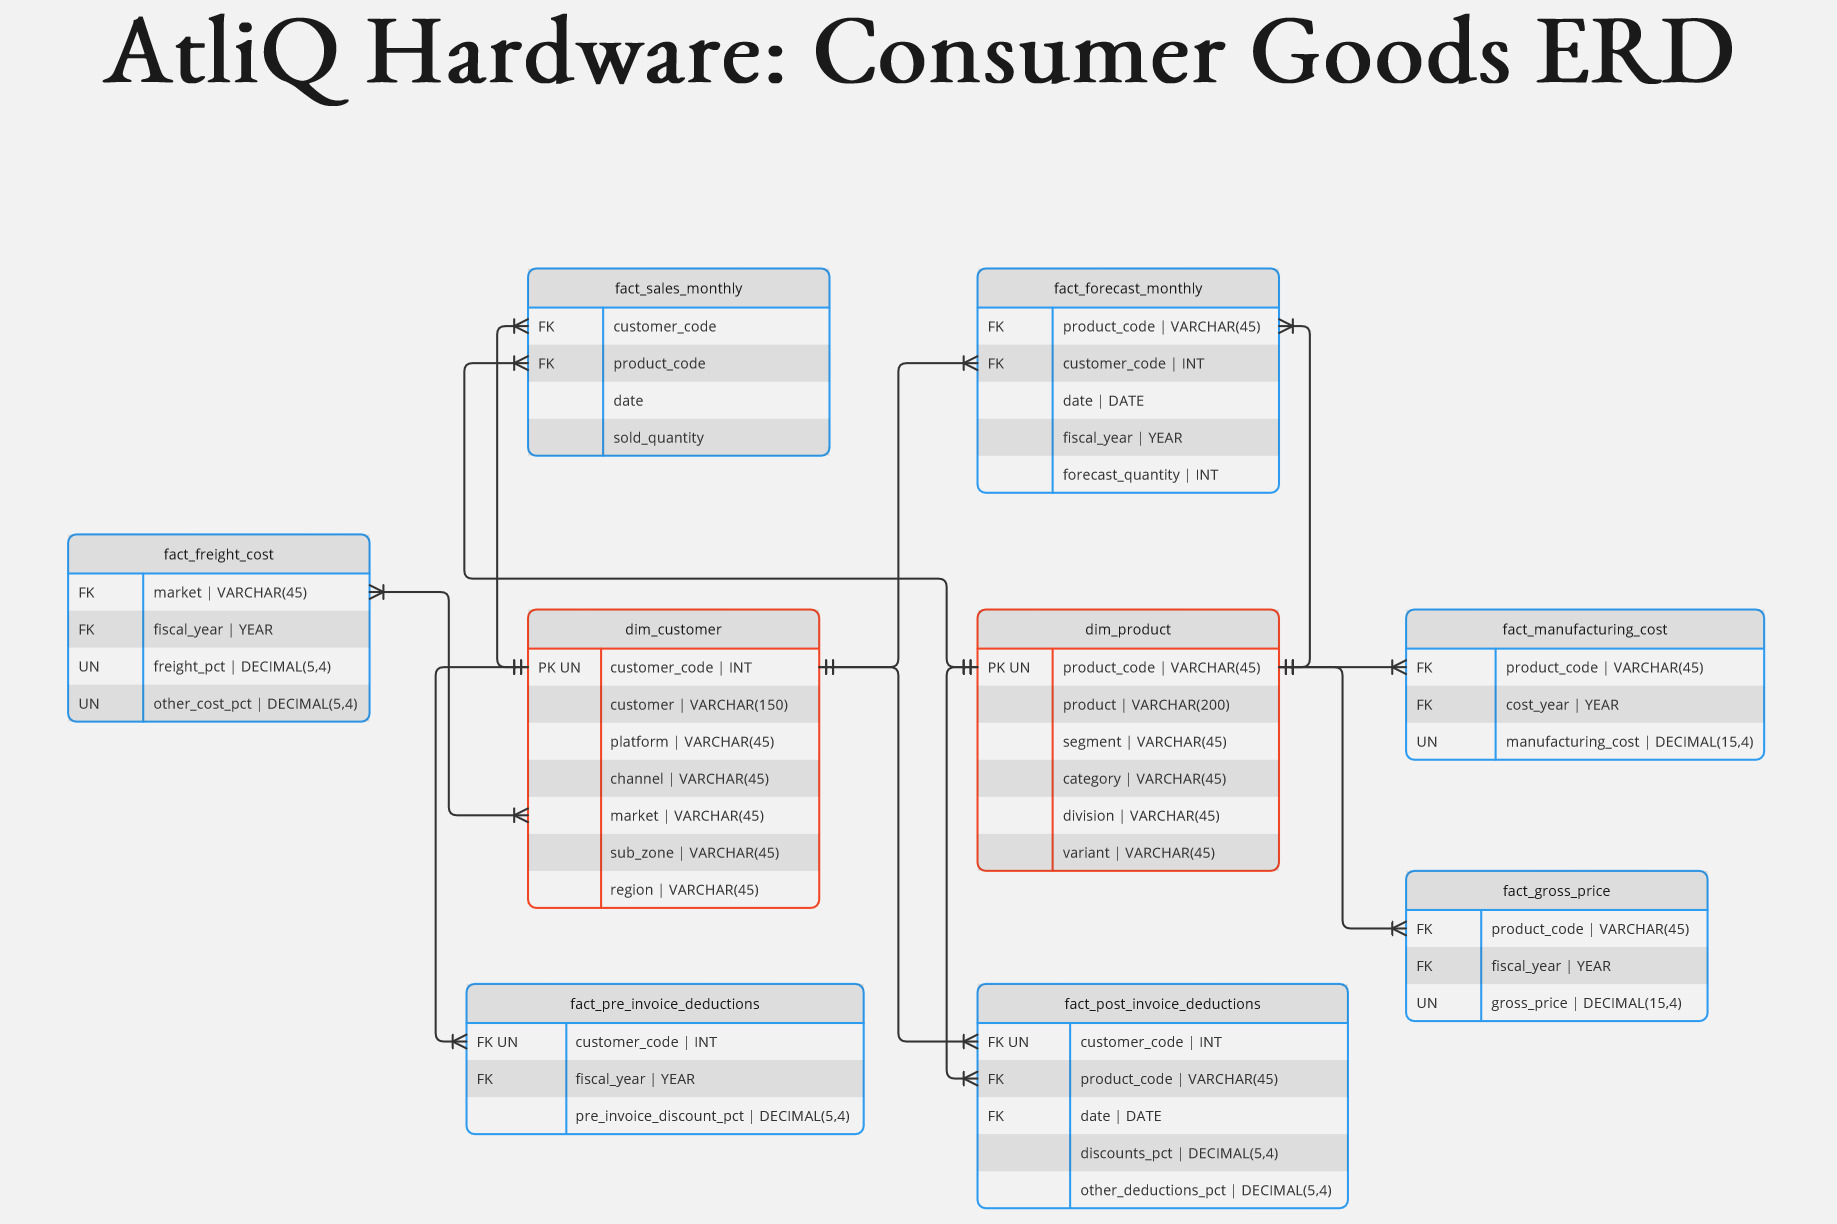 AtliQ Hardware: Consumer Goods ERD
fact_sales_monthly
FK customer_code
FK product_code
date
sold_quantity
fact_forecast_monthly
FK product_code | VARCHAR(45)
FK customer_code | INT
date | DATE
fiscal_year | YEAR
forecast_quantity | INT
fact_freight_cost
FK market | VARCHAR(45)
FK fiscal_year | YEAR
UN freight_pct | DECIMAL(5,4)
UN other_cost_pct | DECIMAL(5,4)
dim_customer
PK UN customer_code | INT
customer | VARCHAR(150)
platform | VARCHAR(45)
channel | VARCHAR(45)
market | VARCHAR(45)
sub_zone | VARCHAR(45)
region | VARCHAR(45)
dim_product
PK UN product_code | VARCHAR(45)
product | VARCHAR(200)
segment | VARCHAR(45)
category | VARCHAR(45)
division | VARCHAR(45)
variant | VARCHAR(45)
fact_manufacturing_cost
FK product_code | VARCHAR(45)
FK cost_year | YEAR
UN manufacturing_cost | DECIMAL(15,4)
fact_gross_price
FK product_code | VARCHAR(45)
FK fiscal_year | YEAR
UN gross_price | DECIMAL(15,4)
fact_pre_invoice_deductions
FK UN customer_code | INT
FK fiscal_year | YEAR
pre_invoice_discount_pct | DECIMAL(5,4)
fact_post_invoice_deductions
FK UN customer_code | INT
FK product_code | VARCHAR(45)
FK date | DATE
discounts_pct | DECIMAL(5,4)
other_deductions_pct | DECIMAL(5,4)